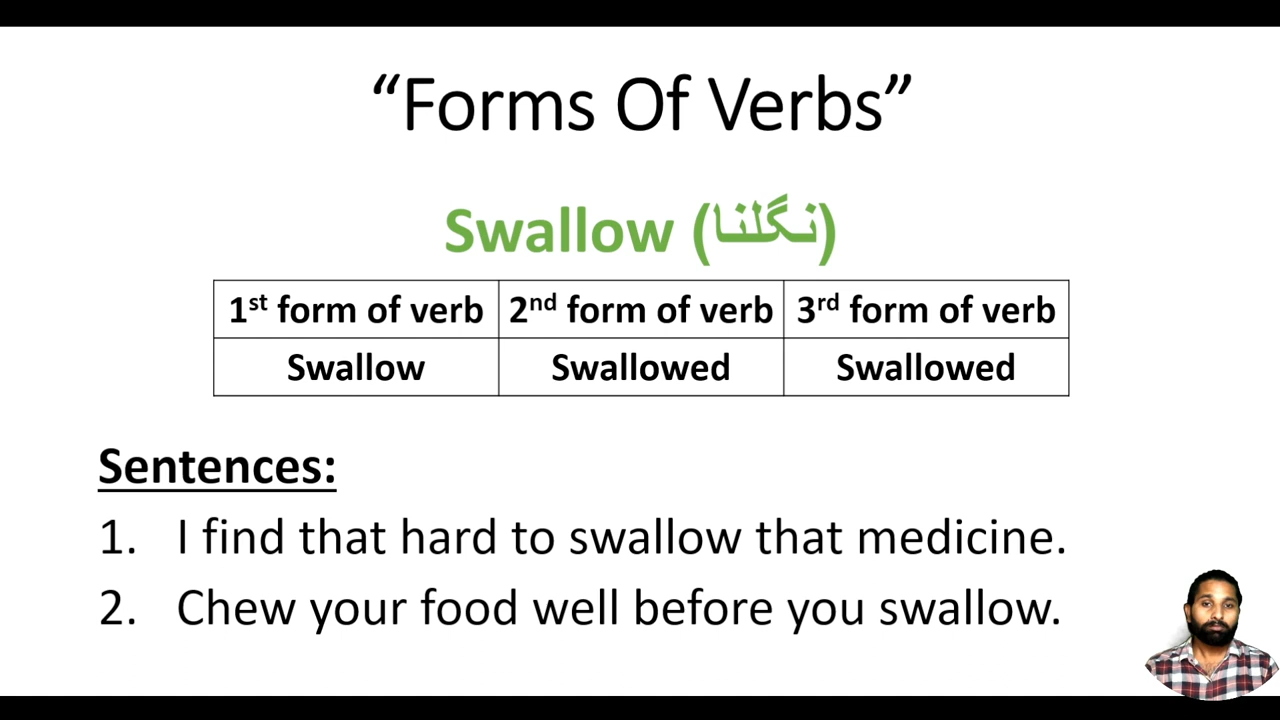 “Forms Of Verbs”
Swallow (نگلنا)
1st form of verb 2nd form of verb 3rd form of verb
Swallow Swallowed Swallowed
Sentences:
1. I find that hard to swallow that medicine.
2. Chew your food well before you swallow.